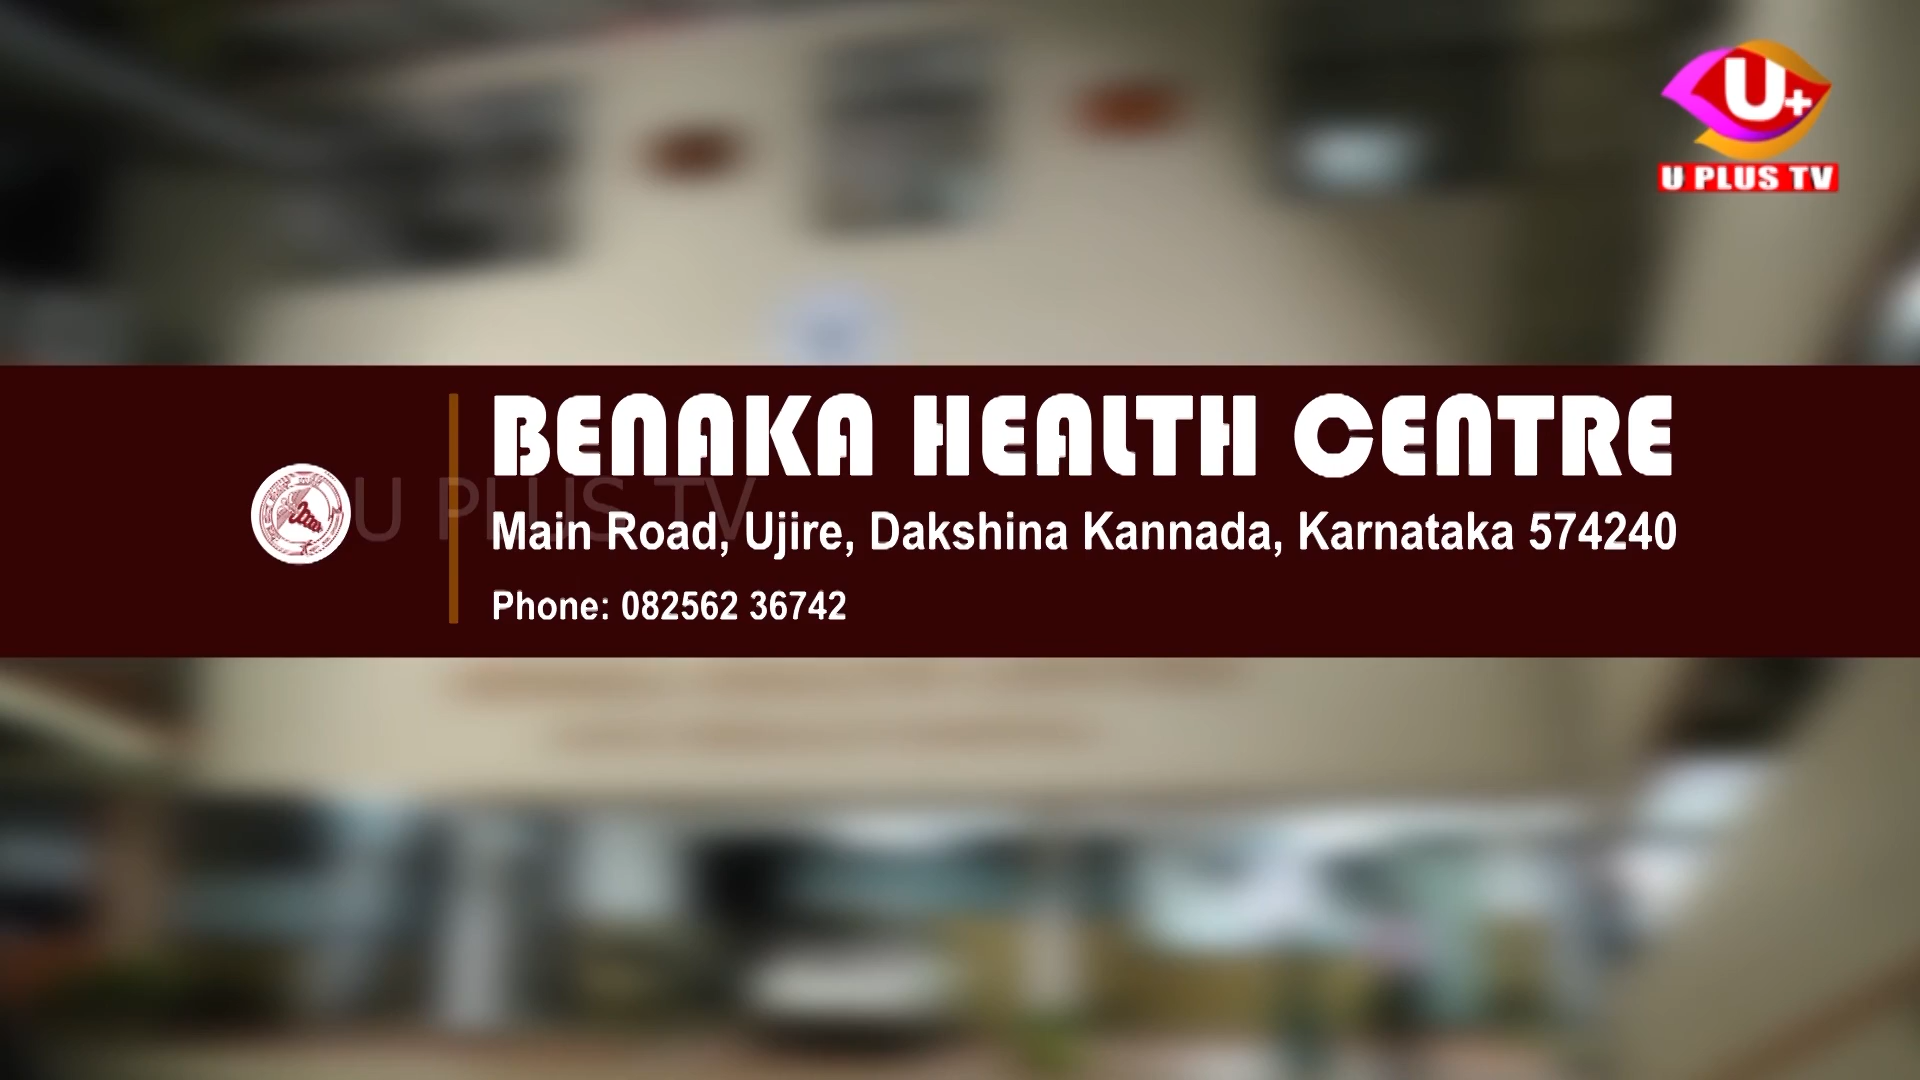 U+
U PLUS TV
BENAKA HEALTH CENTRE
U PLUS TV
Main Road, Ujire, Dakshina Kannada, Karnataka 574240
Phone: 082562 36742